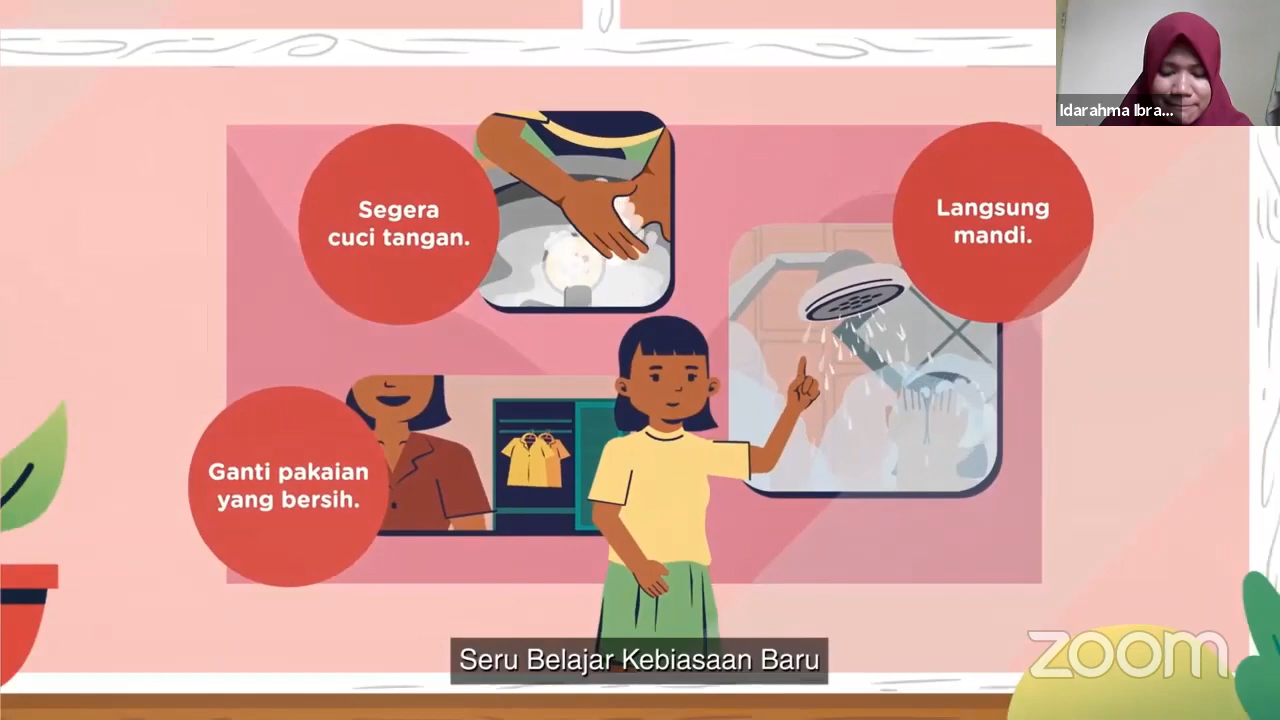 Idarahma Ibra...
Segera
cuci tangan.
Langsung
mandi.
Ganti pakaian
yang bersih.
Seru Belajar Kebiasaan Baru
zoom